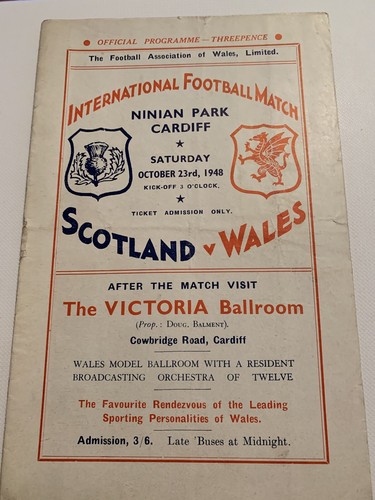 • OFFICIAL PROGRAMME — THREEPENCE •
The Football Association of Wales, Limited.
INTERNATIONAL FOOTBALL MATCH
NINIAN PARK
CARDIFF
★
SATURDAY
OCTOBER 23rd, 1948
KICK-OFF 3 O'CLOCK,
★
TICKET ADMISSION ONLY.
SCOTLAND v WALES
AFTER THE MATCH VISIT
The VICTORIA Ballroom
(Prop.: DOUG. BALMENT).
Cowbridge Road, Cardiff
WALES MODEL BALLROOM WITH A RESIDENT
BROADCASTING ORCHESTRA OF TWELVE
The Favourite Rendezvous of the Leading
Sporting Personalities of Wales.
Admission, 3/6. Late 'Buses at Midnight.